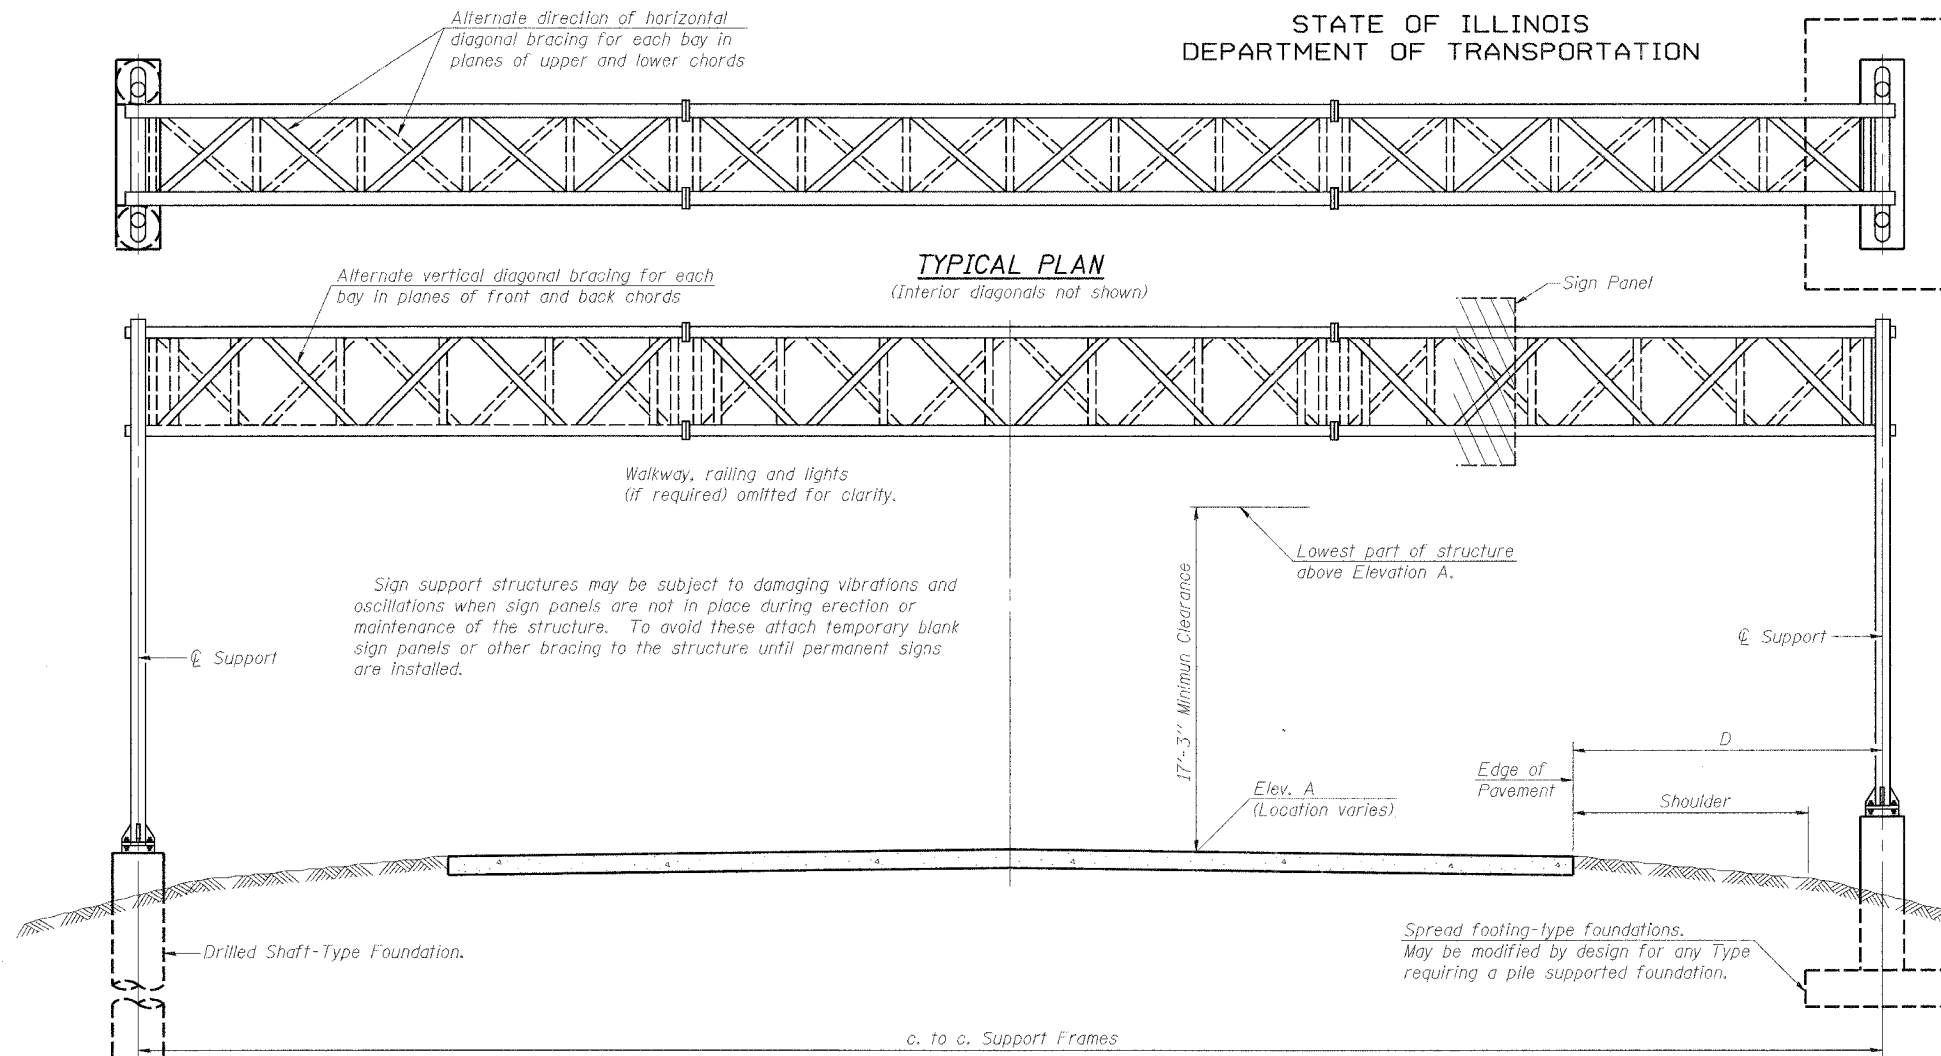 Alternate direction of horizontal
diagonal bracing for each bay in
planes of upper and lower chords
STATE OF ILLINOIS
DEPARTMENT OF TRANSPORTATION
TYPICAL PLAN
(Interior diagonals not shown)
Alternate vertical diagonal bracing for each
bay in planes of front and back chords
Sign Panel
Walkway, railing and lights
(if required) omitted for clarity.
Lowest part of structure
above Elevation A.
Sign support structures may be subject to damaging vibrations and
oscillations when sign panels are not in place during erection or
maintenance of the structure. To avoid these attach temporary blank
sign panels or other bracing to the structure until permanent signs
are installed.
℄ Support
℄ Support
17'-3" Minimun Clearance
D
Edge of
Pavement
Shoulder
Elev. A
(Location varies)
Drilled Shaft-Type Foundation.
Spread footing-type foundations.
May be modified by design for any Type
requiring a pile supported foundation.
c. to c. Support Frames